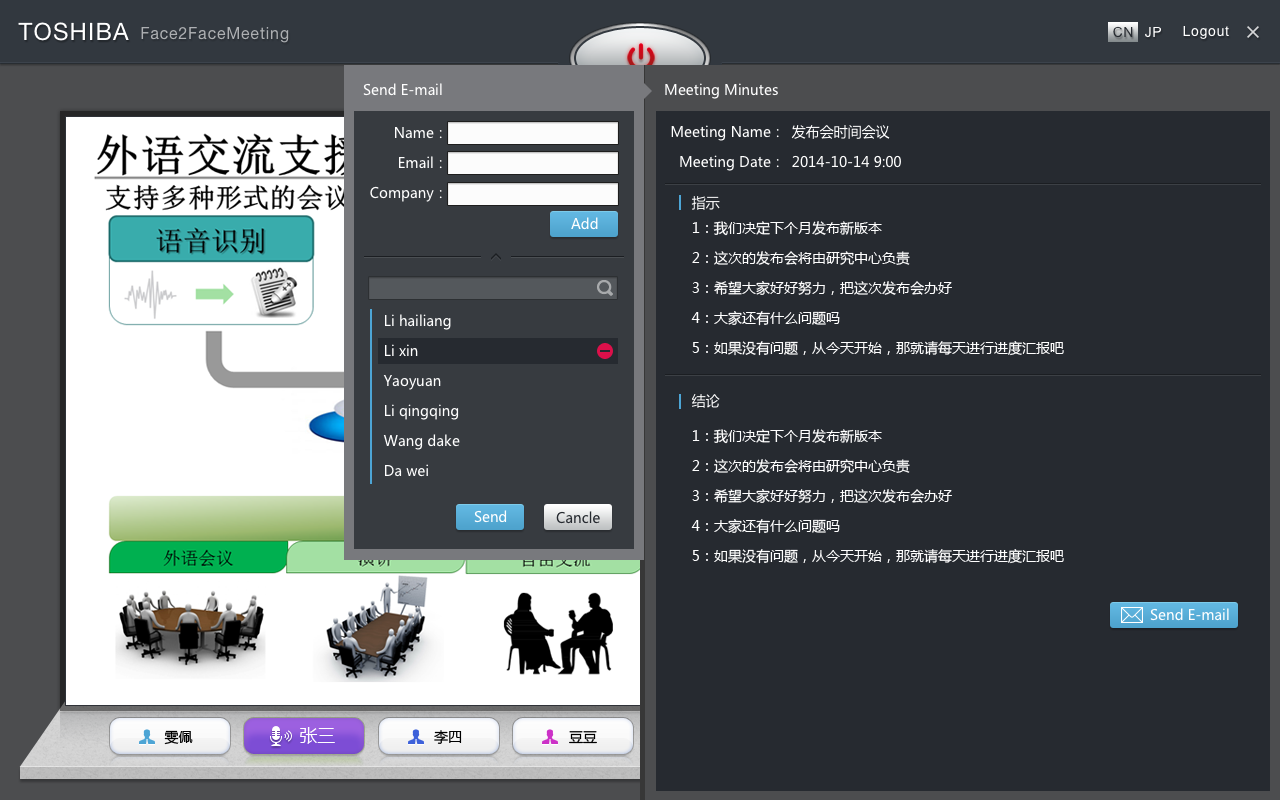 TOSHIBA Face2FaceMeeting
CN JP Logout
Send E-mail
Name :
Email :
Company :
Add
Li hailiang
Li xin
Yaoyuan
Li qingqing
Wang dake
Da wei
Send Cancle
Meeting Minutes
Meeting Name : 发布会时间会议
Meeting Date : 2014-10-14 9:00
指示
1：我们决定下个月发布新版本
2：这次的发布会将由研究中心负责
3：希望大家好好努力，把这次发布会办好
4：大家还有什么问题吗
5：如果没有问题，从今天开始，那就请每天进行进度汇报吧
结论
1：我们决定下个月发布新版本
2：这次的发布会将由研究中心负责
3：希望大家好好努力，把这次发布会办好
4：大家还有什么问题吗
5：如果没有问题，从今天开始，那就请每天进行进度汇报吧
Send E-mail
外语交流支援
支持多种形式的会议
语音识别
外语会议 演讲 自由交流
雯佩 张三 李四 豆豆